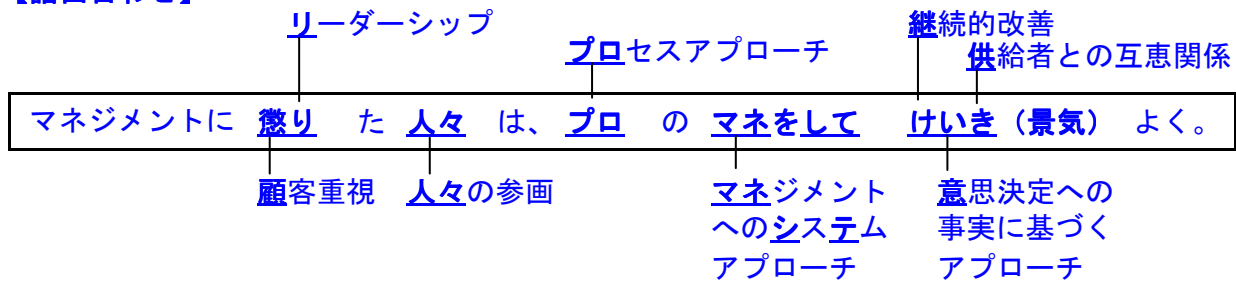 【語呂合わせ】
リーダーシップ
継続的改善
プロセスアプローチ
供給者との互恵関係
マネジメントに 懲り た 人々 は、 プロ の マネをして けいき（景気） よく。
顧客重視
人々の参画
マネジメント
へのシステム
アプローチ
意思決定への
事実に基づく
アプローチ